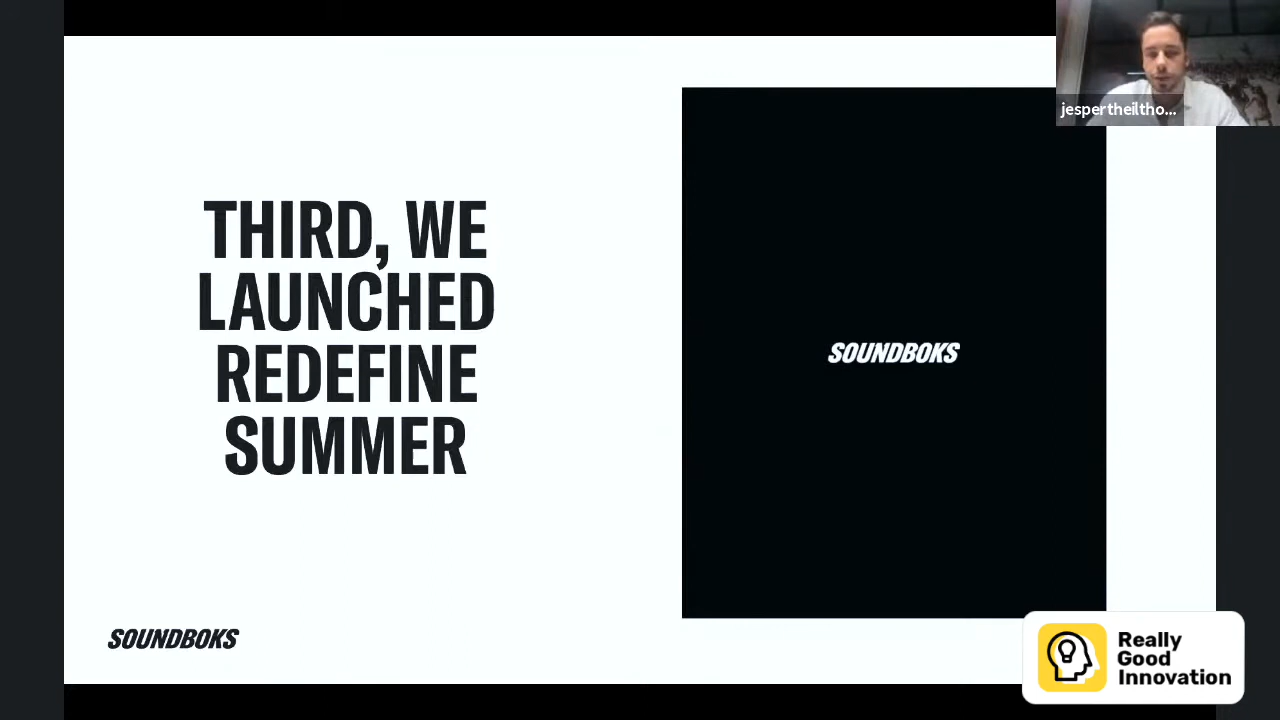 jespertheiltho...
THIRD, WE
LAUNCHED
REDEFINE
SUMMER
SOUNDBOKS
SOUNDBOKS
Really
Good
Innovation